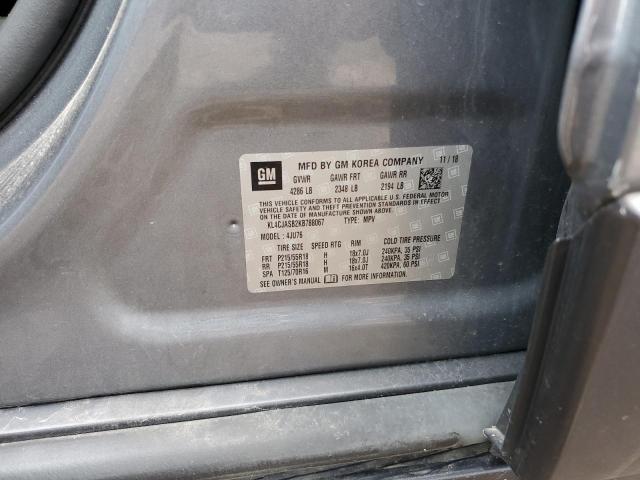 GM MFD BY GM KOREA COMPANY 11/18
GVWR GAWR FRT GAWR RR
4286 LB 2348 LB 2194 LB
THIS VEHICLE CONFORMS TO ALL APPLICABLE U.S. FEDERAL MOTOR
VEHICLE SAFETY, BUMPER, AND THEFT PREVENTION STANDARDS IN EFFECT
ON THE DATE OF MANUFACTURE SHOWN ABOVE.
KL4CJASB2KB788067 TYPE: MPV
MODEL: 4JU76
TIRE SIZE SPEED RTG RIM COLD TIRE PRESSURE
FRT P215/55R18 H 18x7.0J 240KPA, 35 PSI
RR P215/55R18 H 18x7.0J 240KPA, 35 PSI
SPA T125/70R16 M 16x4.0T 420KPA, 60 PSI
SEE OWNER'S MANUAL FOR MORE INFORMATION.